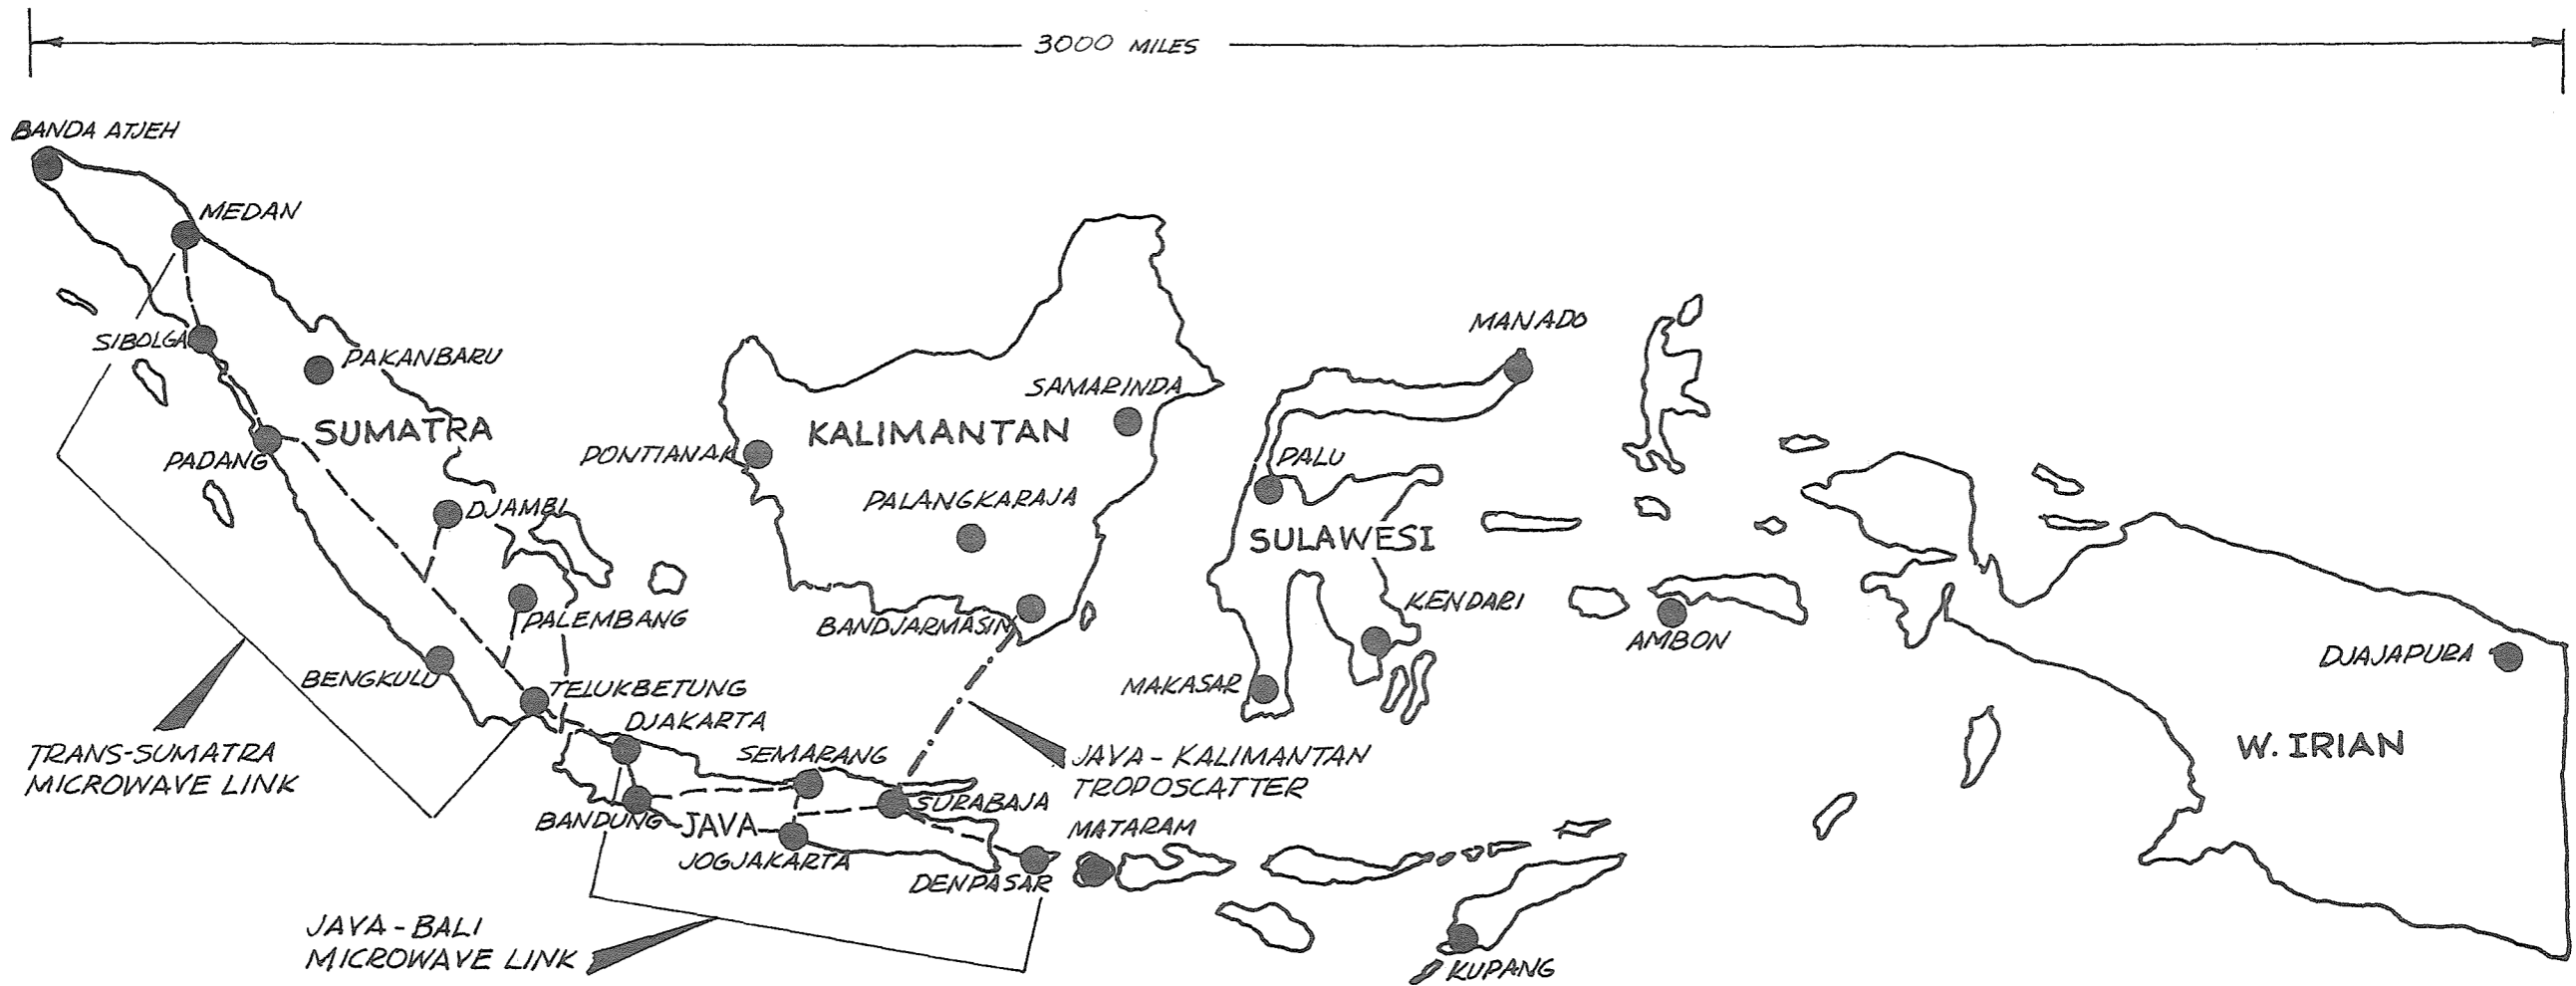 3000 MILES
BANDA ATJEH
MEDAN
SIBOLGA
PAKANBARU
SUMATRA
PADANG
DJAMBI
PALEMBANG
BENGKULU
TELUKBETUNG
TRANS-SUMATRA
MICROWAVE LINK
DJAKARTA
SEMARANG
BANDUNG
JAVA
SURABAJA
JOGJAKARTA
DENPASAR
MATARAM
JAVA-BALI
MICROWAVE LINK
PONTIANAK
KALIMANTAN
SAMARINDA
PALANGKARAJA
BANDJARMASIN
JAVA-KALIMANTAN
TROPOSCATTER
MANADO
PALU
SULAWESI
KENDARI
MAKASAR
AMBON
KUPANG
DJAJAPURA
W. IRIAN